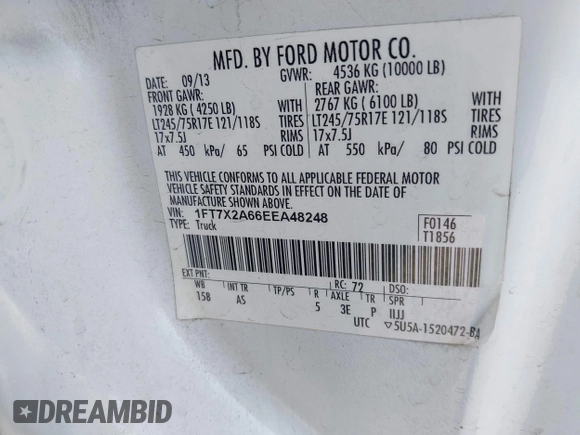 MFD. BY FORD MOTOR CO.
DATE: 09/13 GVWR: 4536 KG (10000 LB)
FRONT GAWR: REAR GAWR:
1928 KG ( 4250 LB) WITH 2767 KG ( 6100 LB) WITH
LT245/75R17E 121/118S TIRES LT245/75R17E 121/118S TIRES
17x7.5J RIMS 17x7.5J RIMS
AT 450 kPa/ 65 PSI COLD AT 550 kPa/ 80 PSI COLD
THIS VEHICLE CONFORMS TO ALL APPLICABLE FEDERAL MOTOR
VEHICLE SAFETY STANDARDS IN EFFECT ON THE DATE OF
MANUFACTURE SHOWN ABOVE.
VIN: 1FT7X2A66EEA48248 F0146
TYPE: Truck T1856
EXT PNT: RC: 72
WB INT TR TP/PS R AXLE TR SPR
158 AS 5 3E P IIJJ
UTC ▽5U5A-1520472-BA
DREAMBID